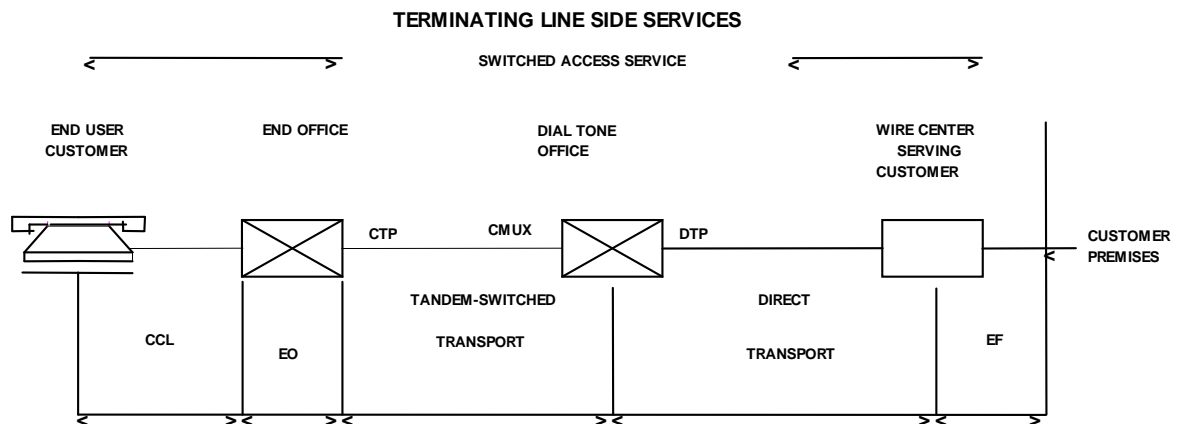 TERMINATING LINE SIDE SERVICES
SWITCHED ACCESS SERVICE
END USER
CUSTOMER
END OFFICE
DIAL TONE
OFFICE
WIRE CENTER
SERVING
CUSTOMER
CTP
CMUX
DTP
CUSTOMER
PREMISES
TANDEM-SWITCHED
TRANSPORT
DIRECT
TRANSPORT
CCL
EO
EF